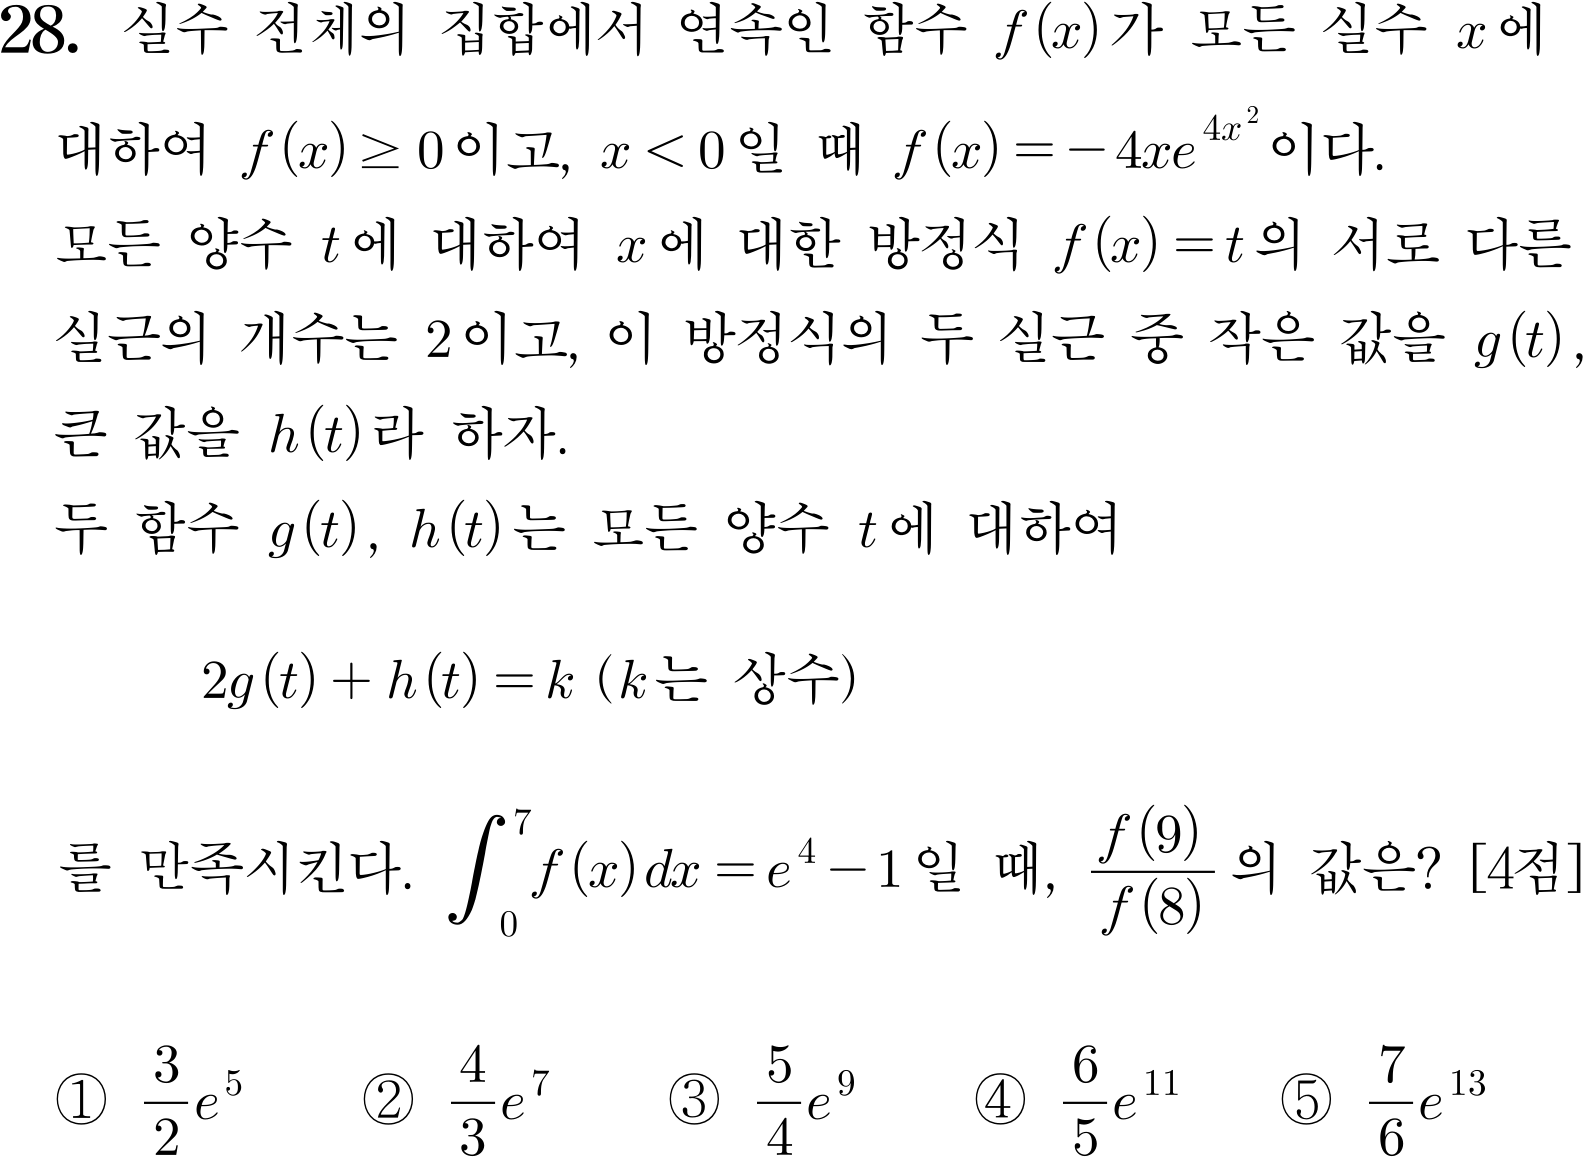 28. 실수 전체의 집합에서 연속인 함수 f(x)가 모든 실수 x에
대하여 f(x) ≥ 0이고, x < 0일 때 f(x) = −4xe^{4x^2}이다.
모든 양수 t에 대하여 x에 대한 방정식 f(x) = t의 서로 다른
실근의 개수는 2이고, 이 방정식의 두 실근 중 작은 값을 g(t),
큰 값을 h(t)라 하자.
두 함수 g(t), h(t)는 모든 양수 t에 대하여
2g(t) + h(t) = k (k는 상수)
를 만족시킨다. ∫_0^7 f(x)dx = e^4 − 1일 때, \frac{f(9)}{f(8)}의 값은? [4점]
① \frac{3}{2}e^5 ② \frac{4}{3}e^7 ③ \frac{5}{4}e^9 ④ \frac{6}{5}e^{11} ⑤ \frac{7}{6}e^{13}